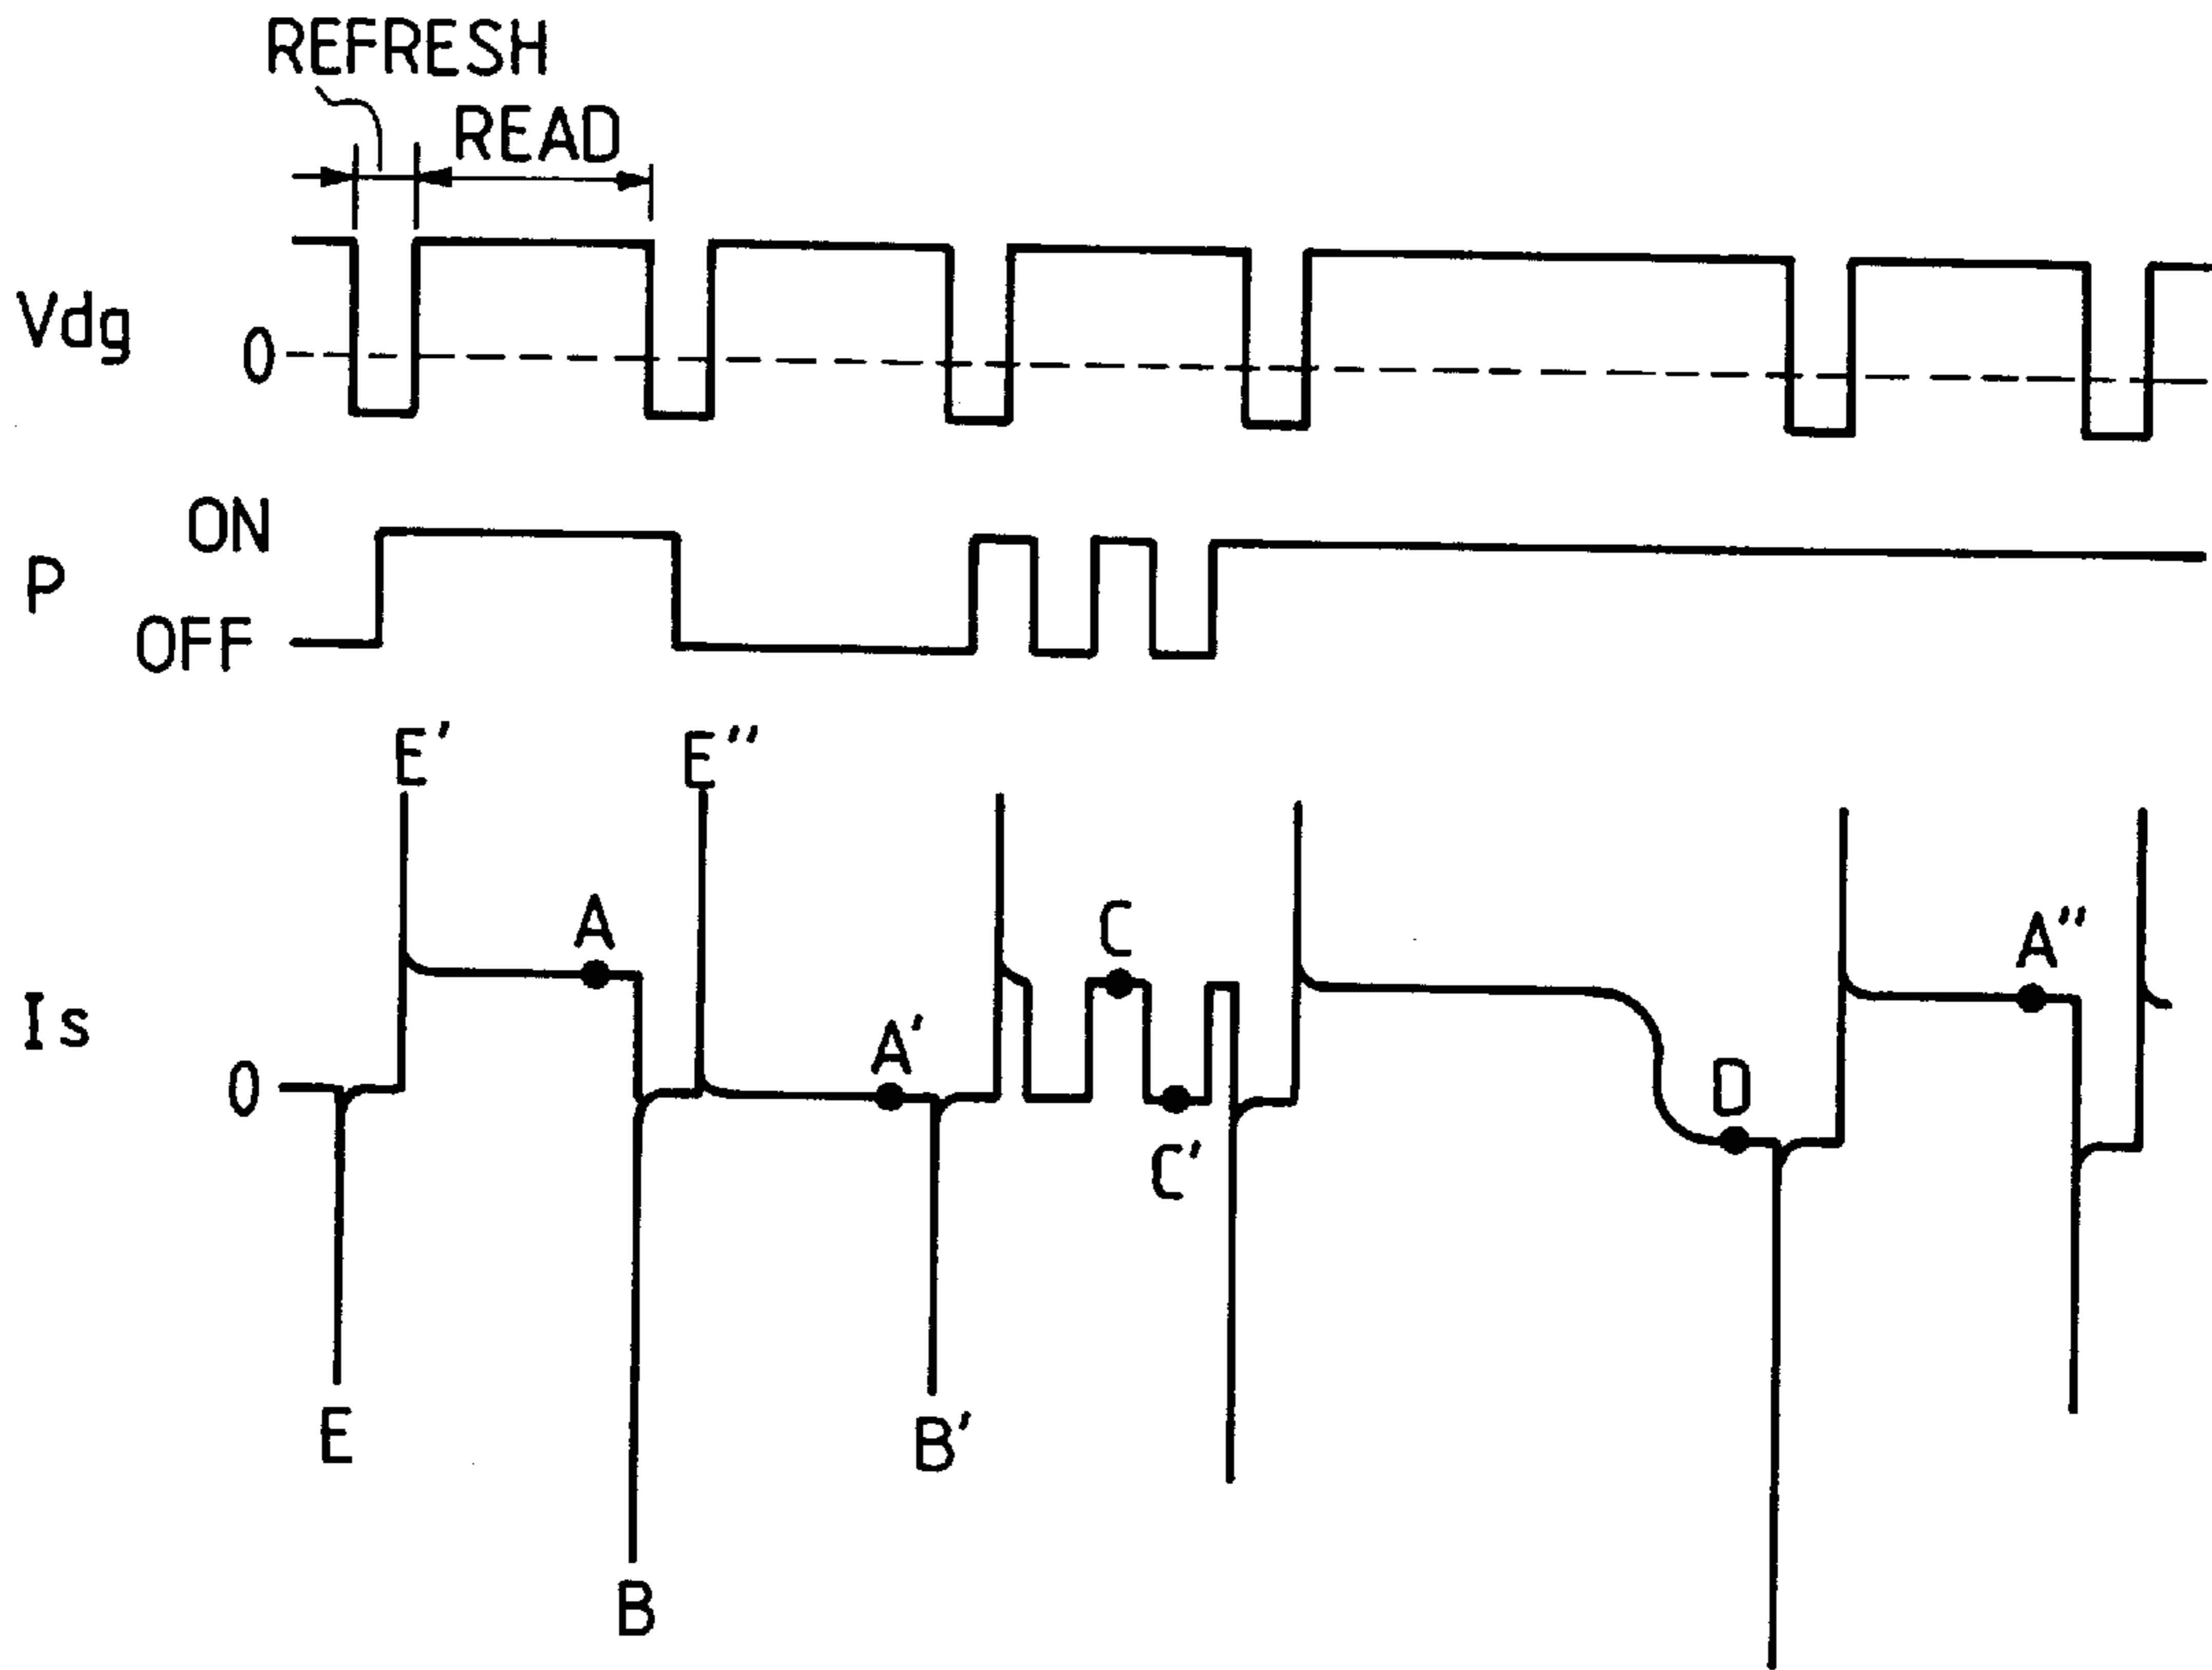 REFRESH
READ
Vdg
0
ON
P
OFF
E'
E"
A
C
A"
Is
A'
0
D
C'
E
B'
B